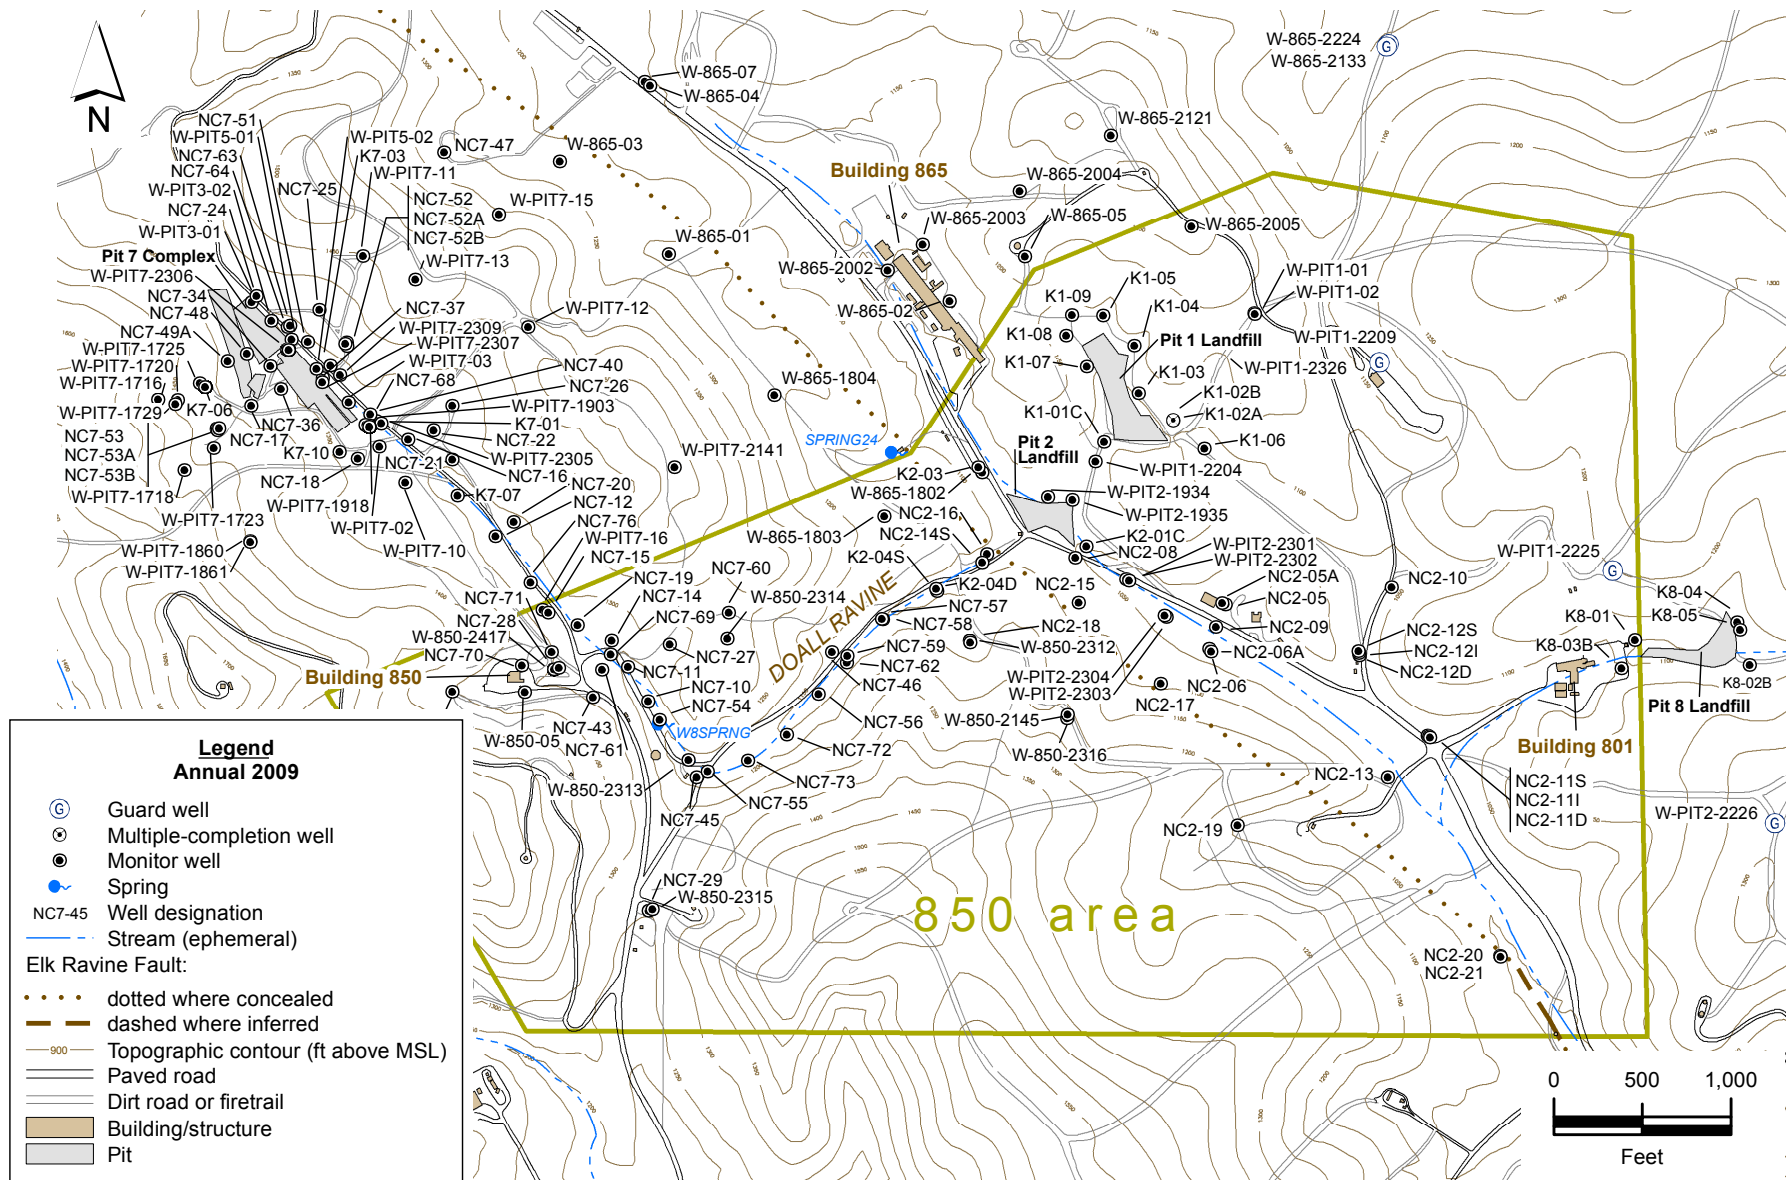 W-865-2224
W-865-2133
G
W-865-07
W-865-04
N
W-865-2121
NC7-51
W-PIT5-01
NC7-63
NC7-64
W-PIT3-02
NC7-24
W-PIT3-01
Pit 7 Complex
W-PIT7-2306
NC7-34
NC7-48
NC7-49A
W-PIT7-1725
W-PIT7-1720
W-PIT7-1716
W-PIT7-1729
NC7-53
NC7-53A
NC7-53B
W-PIT7-1718
W-PIT7-1723
W-PIT7-1860
W-PIT7-1861
NC7-25
W-PIT5-02
K7-03
W-PIT7-11
NC7-52
NC7-52A
NC7-52B
W-PIT7-13
NC7-47
W-865-03
W-PIT7-15
W-865-01
W-PIT7-12
NC7-37
W-PIT7-2309
W-PIT7-2307
W-PIT7-03
NC7-68
NC7-40
NC7-26
W-PIT7-1903
K7-01
NC7-22
W-PIT7-2305
NC7-16
NC7-20
NC7-12
NC7-76
W-PIT7-16
NC7-15
K7-06
NC7-17
NC7-36
K7-10
NC7-18
NC7-21
K7-07
W-PIT7-1918
W-PIT7-02
W-PIT7-10
Building 865
W-865-2004
W-865-2003
W-865-05
W-865-2005
W-865-2002
W-865-02
W-865-1804
SPRING24
W-PIT7-2141
K2-03
W-865-1802
W-865-1803
NC2-16
NC2-14S
K2-04S
K2-04D
K1-05
K1-09
K1-04
K1-08
K1-07
Pit 1 Landfill
K1-03
K1-02B
K1-02A
K1-01C
K1-06
Pit 2
Landfill
W-PIT1-2204
W-PIT2-1934
W-PIT2-1935
K2-01C
NC2-08
W-PIT1-01
W-PIT1-02
W-PIT1-2209
G
W-PIT1-2326
W-PIT2-2301
W-PIT2-2302
NC2-05A
NC2-05
NC2-09
NC2-06A
NC2-06
NC2-15
NC2-18
W-850-2312
W-PIT2-2304
W-PIT2-2303
NC2-17
W-850-2145
W-850-2316
W-PIT1-2225
G
NC2-10
K8-04
K8-01
K8-05
K8-03B
K8-02B
NC2-12S
NC2-12I
NC2-12D
Pit 8 Landfill
Building 801
NC2-13
NC2-11S
NC2-11I
NC2-11D
NC2-19
W-PIT2-2226
G
NC2-20
NC2-21
NC7-19
NC7-14
NC7-69
NC7-60
W-850-2314
DOALL RAVINE
NC7-57
NC7-58
NC7-59
NC7-62
NC7-46
NC7-56
NC7-72
NC7-73
NC7-55
NC7-45
NC7-71
NC7-28
W-850-2417
NC7-70
Building 850
NC7-27
NC7-11
NC7-10
NC7-54
W8SPRNG
NC7-43
W-850-05
NC7-61
W-850-2313
NC7-29
W-850-2315
850 area
Legend
Annual 2009
G Guard well
Multiple-completion well
Monitor well
Spring
NC7-45 Well designation
Stream (ephemeral)
Elk Ravine Fault:
dotted where concealed
dashed where inferred
900 Topographic contour (ft above MSL)
Paved road
Dirt road or firetrail
Building/structure
Pit
0 500 1,000
Feet